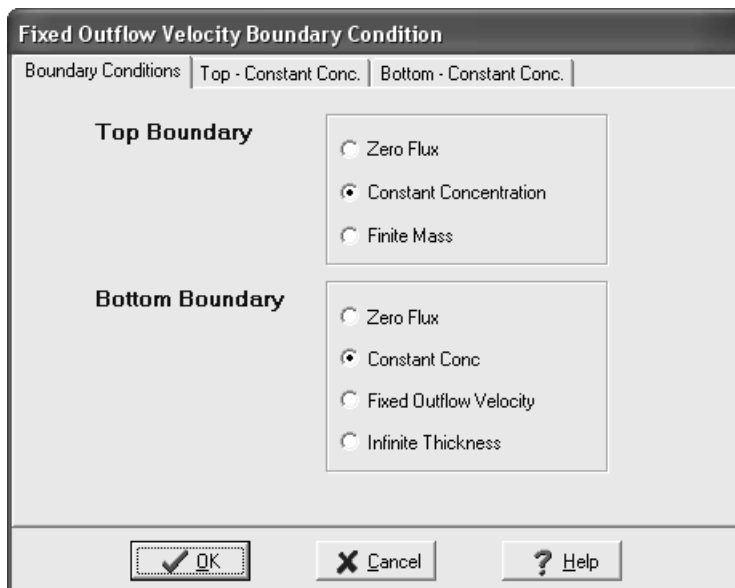 Fixed Outflow Velocity Boundary Condition
Boundary Conditions Top - Constant Conc. Bottom - Constant Conc.
Top Boundary
Zero Flux
Constant Concentration
Finite Mass
Bottom Boundary
Zero Flux
Constant Conc
Fixed Outflow Velocity
Infinite Thickness
OK Cancel Help